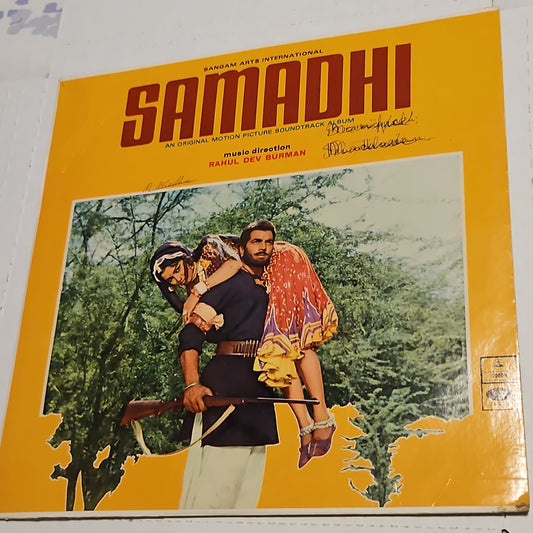 SANGAM ARTS INTERNATIONAL
SAMADHI
AN ORIGINAL MOTION PICTURE SOUNDTRACK ALBUM
music direction
RAHUL DEV BURMAN